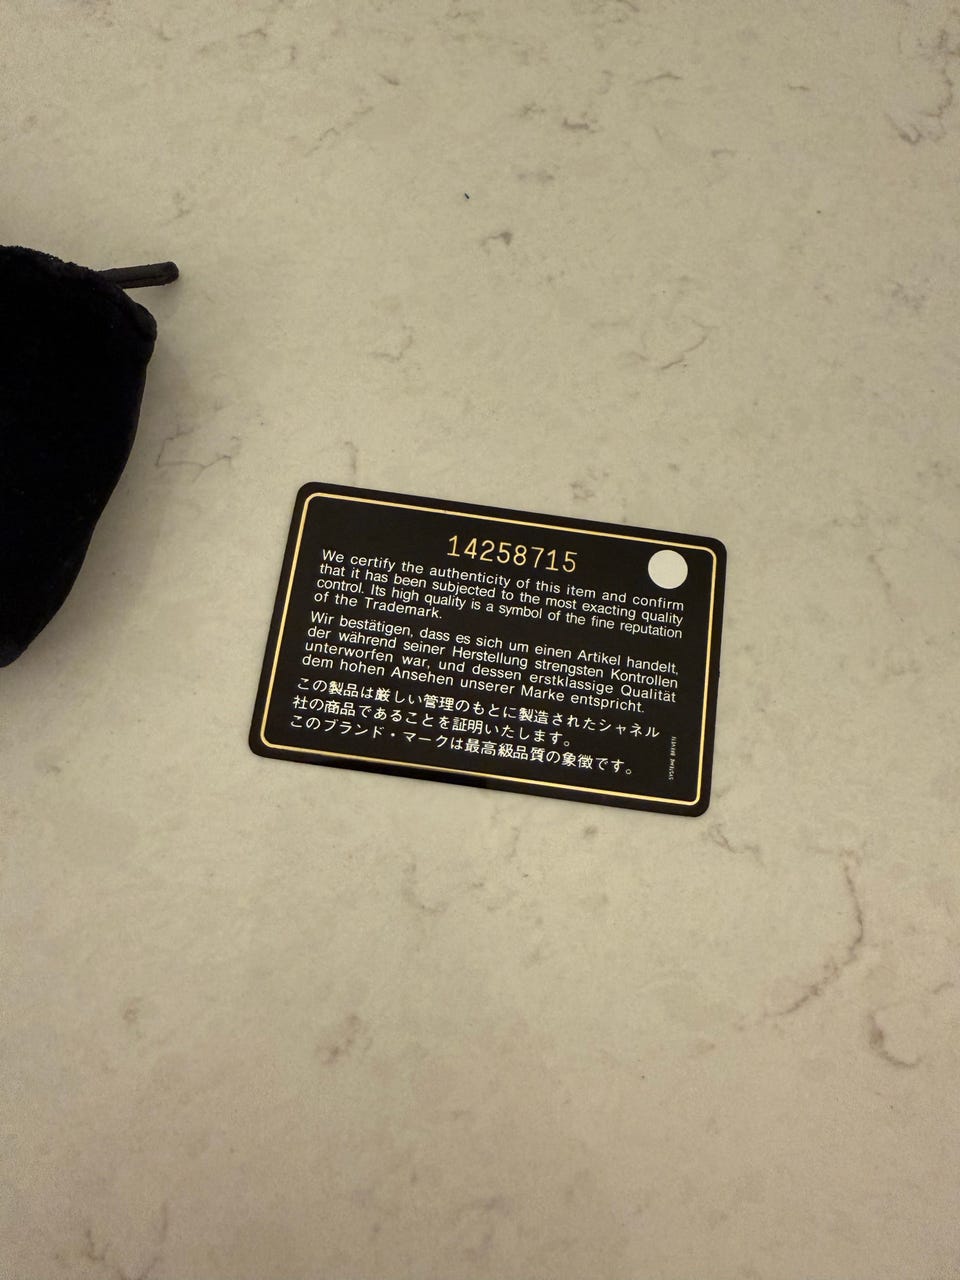 14258715
We certify the authenticity of this item and confirm
that it has been subjected to the most exacting quality
control. Its high quality is a symbol of the fine reputation
of the Trademark.
Wir bestätigen, dass es sich um einen Artikel handelt,
der während seiner Herstellung strengsten Kontrollen
unterworfen war, und dessen erstklassige Qualität
dem hohen Ansehen unserer Marke entspricht.
この製品は厳しい管理のもとに製造されたシャネル
社の商品であることを証明いたします。
このブランド・マークは最高級品質の象徴です。